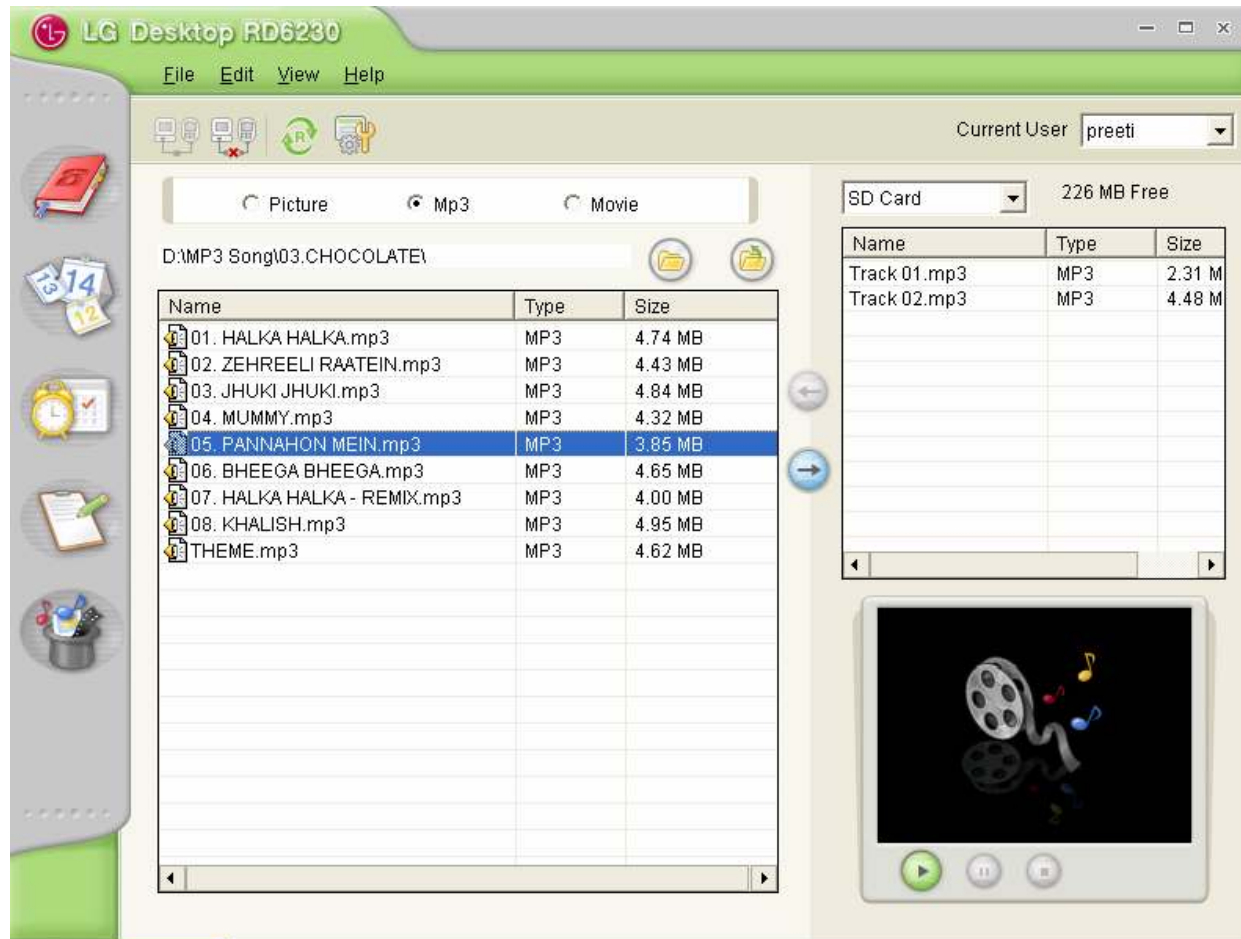 LG Desktop RD6230
File Edit View Help
Current User preeti
Picture Mp3 Movie
SD Card 226 MB Free
D:\MP3 Song\03.CHOCOLATE\
Name Type Size
01. HALKA HALKA.mp3 MP3 4.74 MB
02. ZEHREELI RAATEIN.mp3 MP3 4.43 MB
03. JHUKI JHUKI.mp3 MP3 4.84 MB
04. MUMMY.mp3 MP3 4.32 MB
05. PANNAHON MEIN.mp3 MP3 3.85 MB
06. BHEEGA BHEEGA.mp3 MP3 4.65 MB
07. HALKA HALKA - REMIX.mp3 MP3 4.00 MB
08. KHALISH.mp3 MP3 4.95 MB
THEME.mp3 MP3 4.62 MB
Name Type Size
Track 01.mp3 MP3 2.31 M
Track 02.mp3 MP3 4.48 M
13 14 12
R